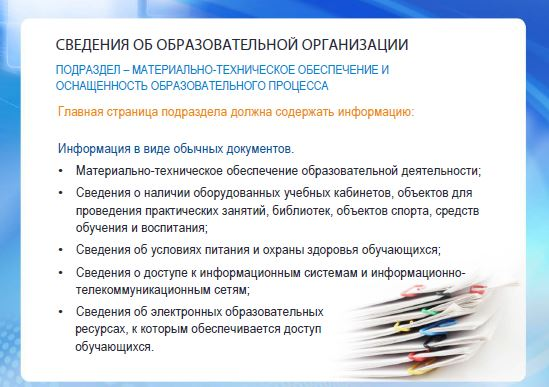 СВЕДЕНИЯ ОБ ОБРАЗОВАТЕЛЬНОЙ ОРГАНИЗАЦИИ
ПОДРАЗДЕЛ – МАТЕРИАЛЬНО-ТЕХНИЧЕСКОЕ ОБЕСПЕЧЕНИЕ И
ОСНАЩЕННОСТЬ ОБРАЗОВАТЕЛЬНОГО ПРОЦЕССА
Главная страница подраздела должна содержать информацию:
Информация в виде обычных документов.
• Материально-техническое обеспечение образовательной деятельности;
• Сведения о наличии оборудованных учебных кабинетов, объектов для
проведения практических занятий, библиотек, объектов спорта, средств
обучения и воспитания;
• Сведения об условиях питания и охраны здоровья обучающихся;
• Сведения о доступе к информационным системам и информационно-
телекоммуникационным сетям;
• Сведения об электронных образовательных
ресурсах, к которым обеспечивается доступ
обучающихся.